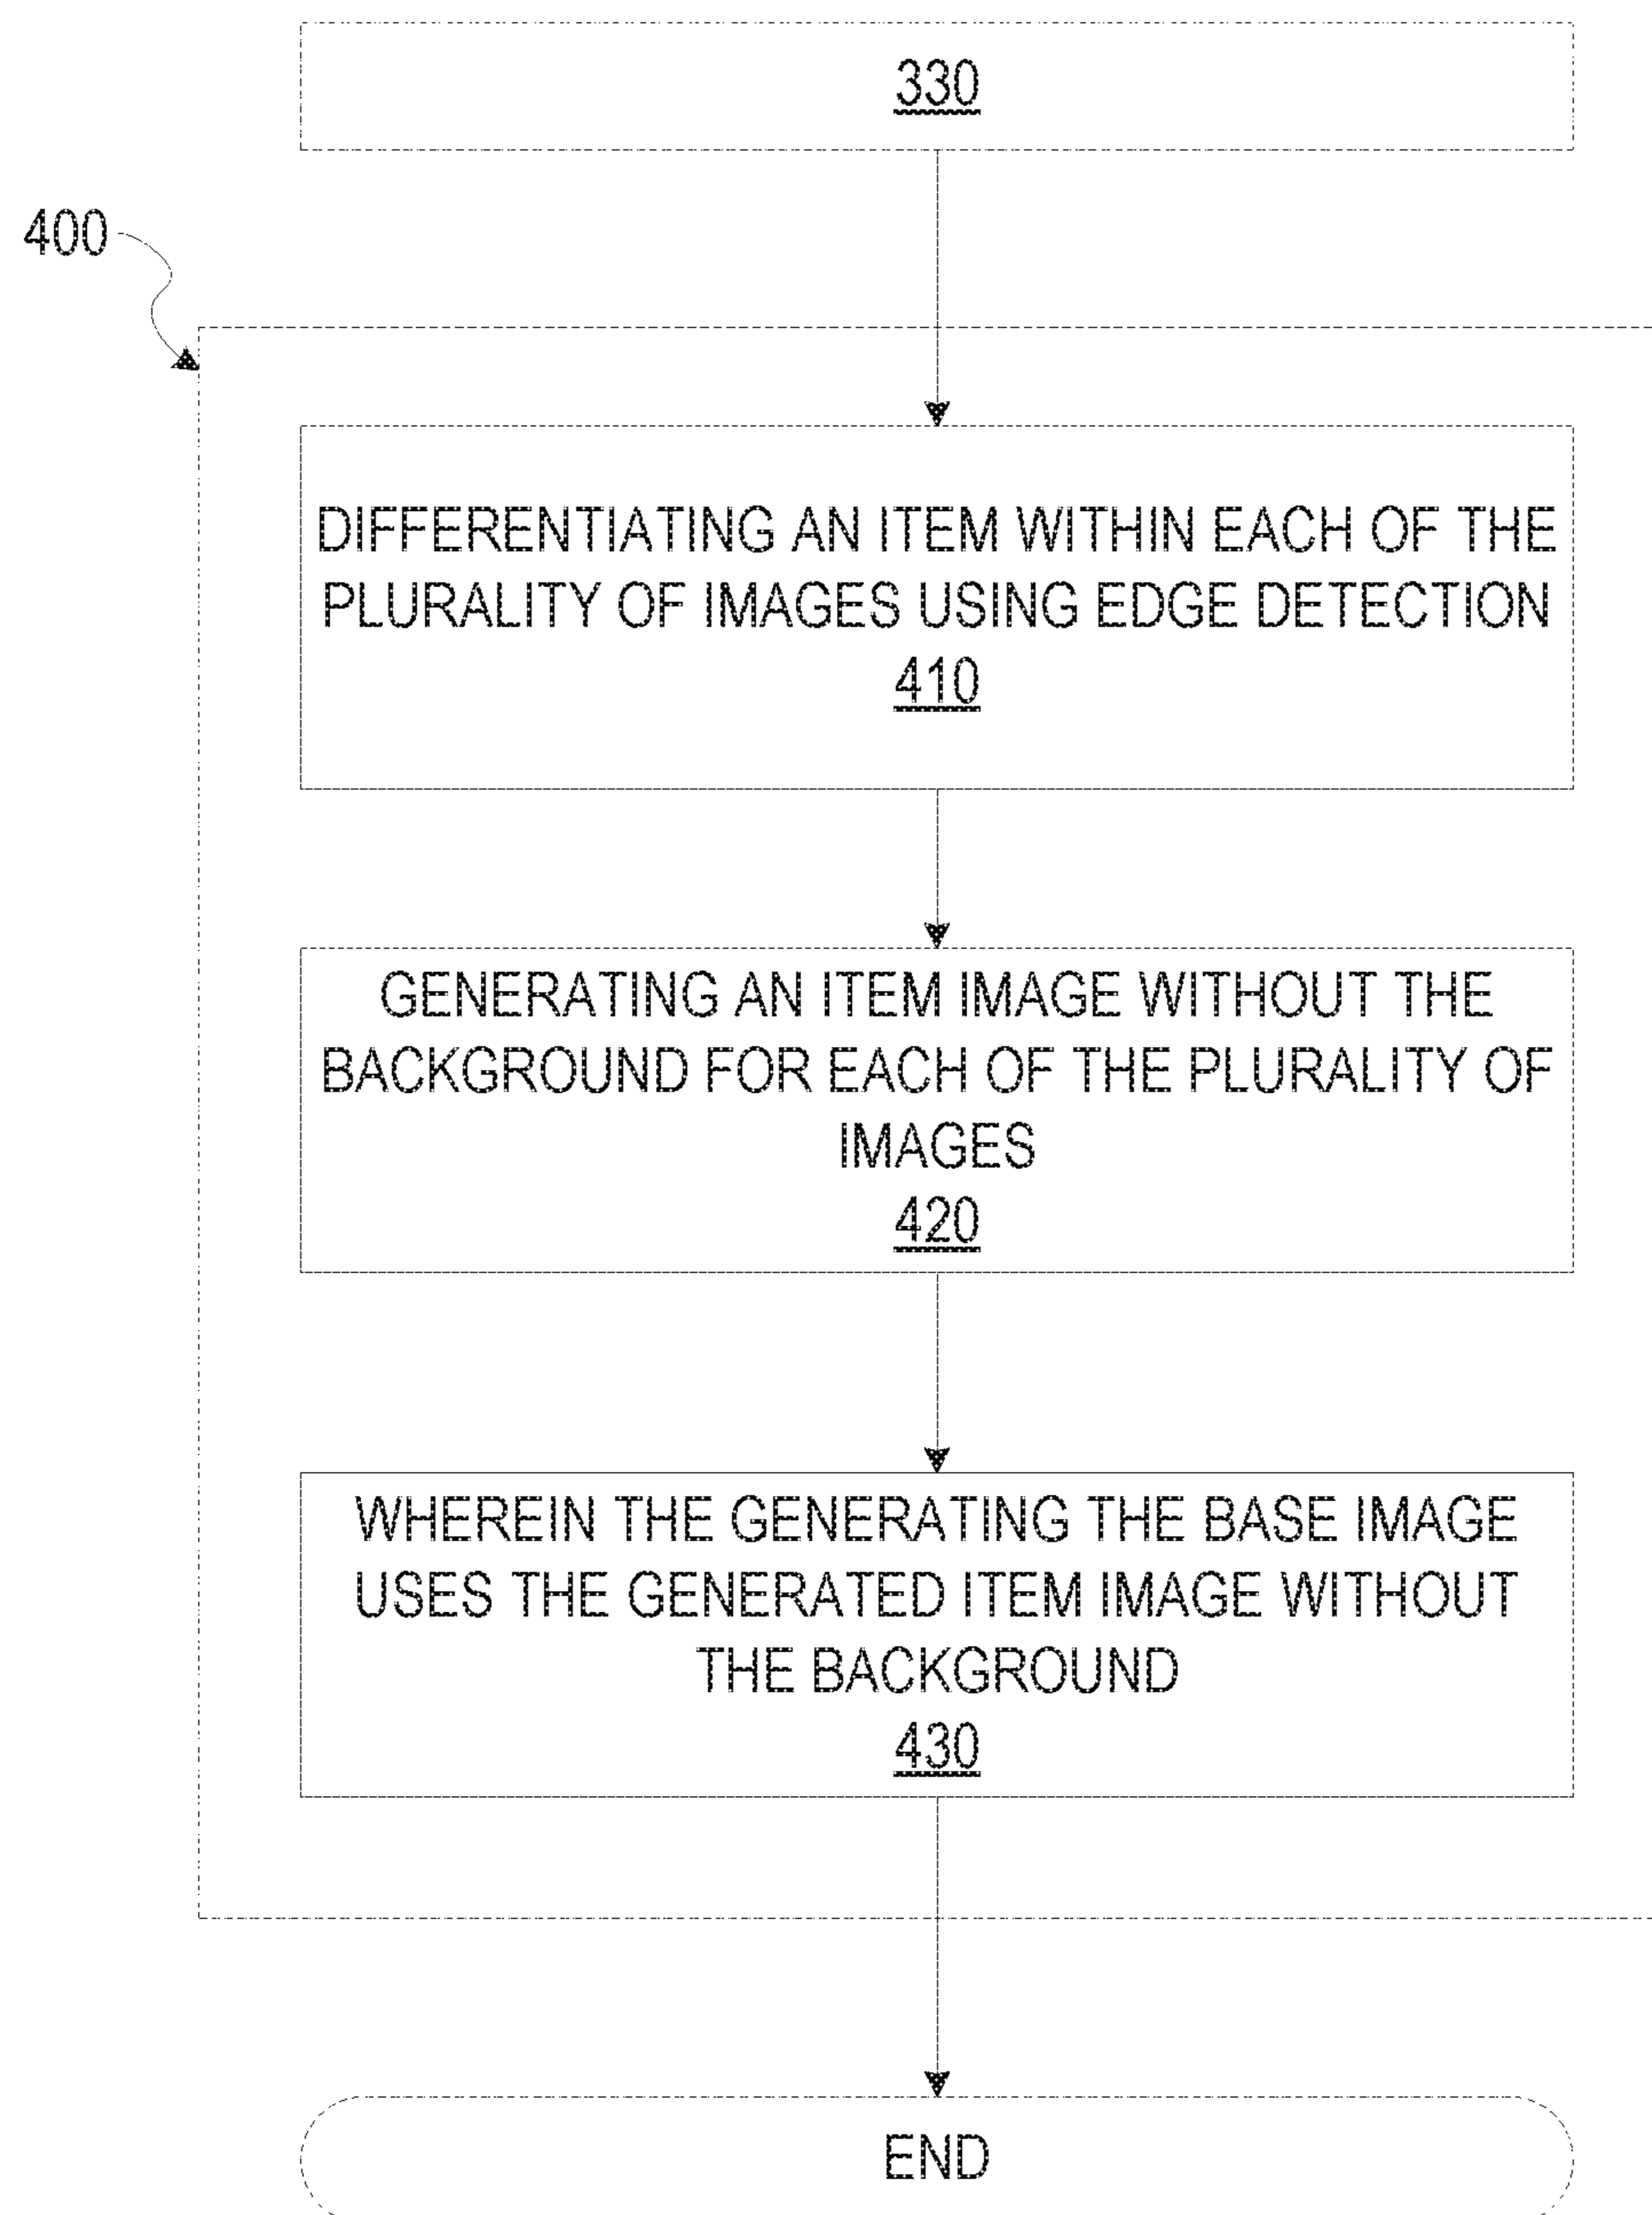 330
400
DIFFERENTIATING AN ITEM WITHIN EACH OF THE
PLURALITY OF IMAGES USING EDGE DETECTION
410
GENERATING AN ITEM IMAGE WITHOUT THE
BACKGROUND FOR EACH OF THE PLURALITY OF
IMAGES
420
WHEREIN THE GENERATING THE BASE IMAGE
USES THE GENERATED ITEM IMAGE WITHOUT
THE BACKGROUND
430
END